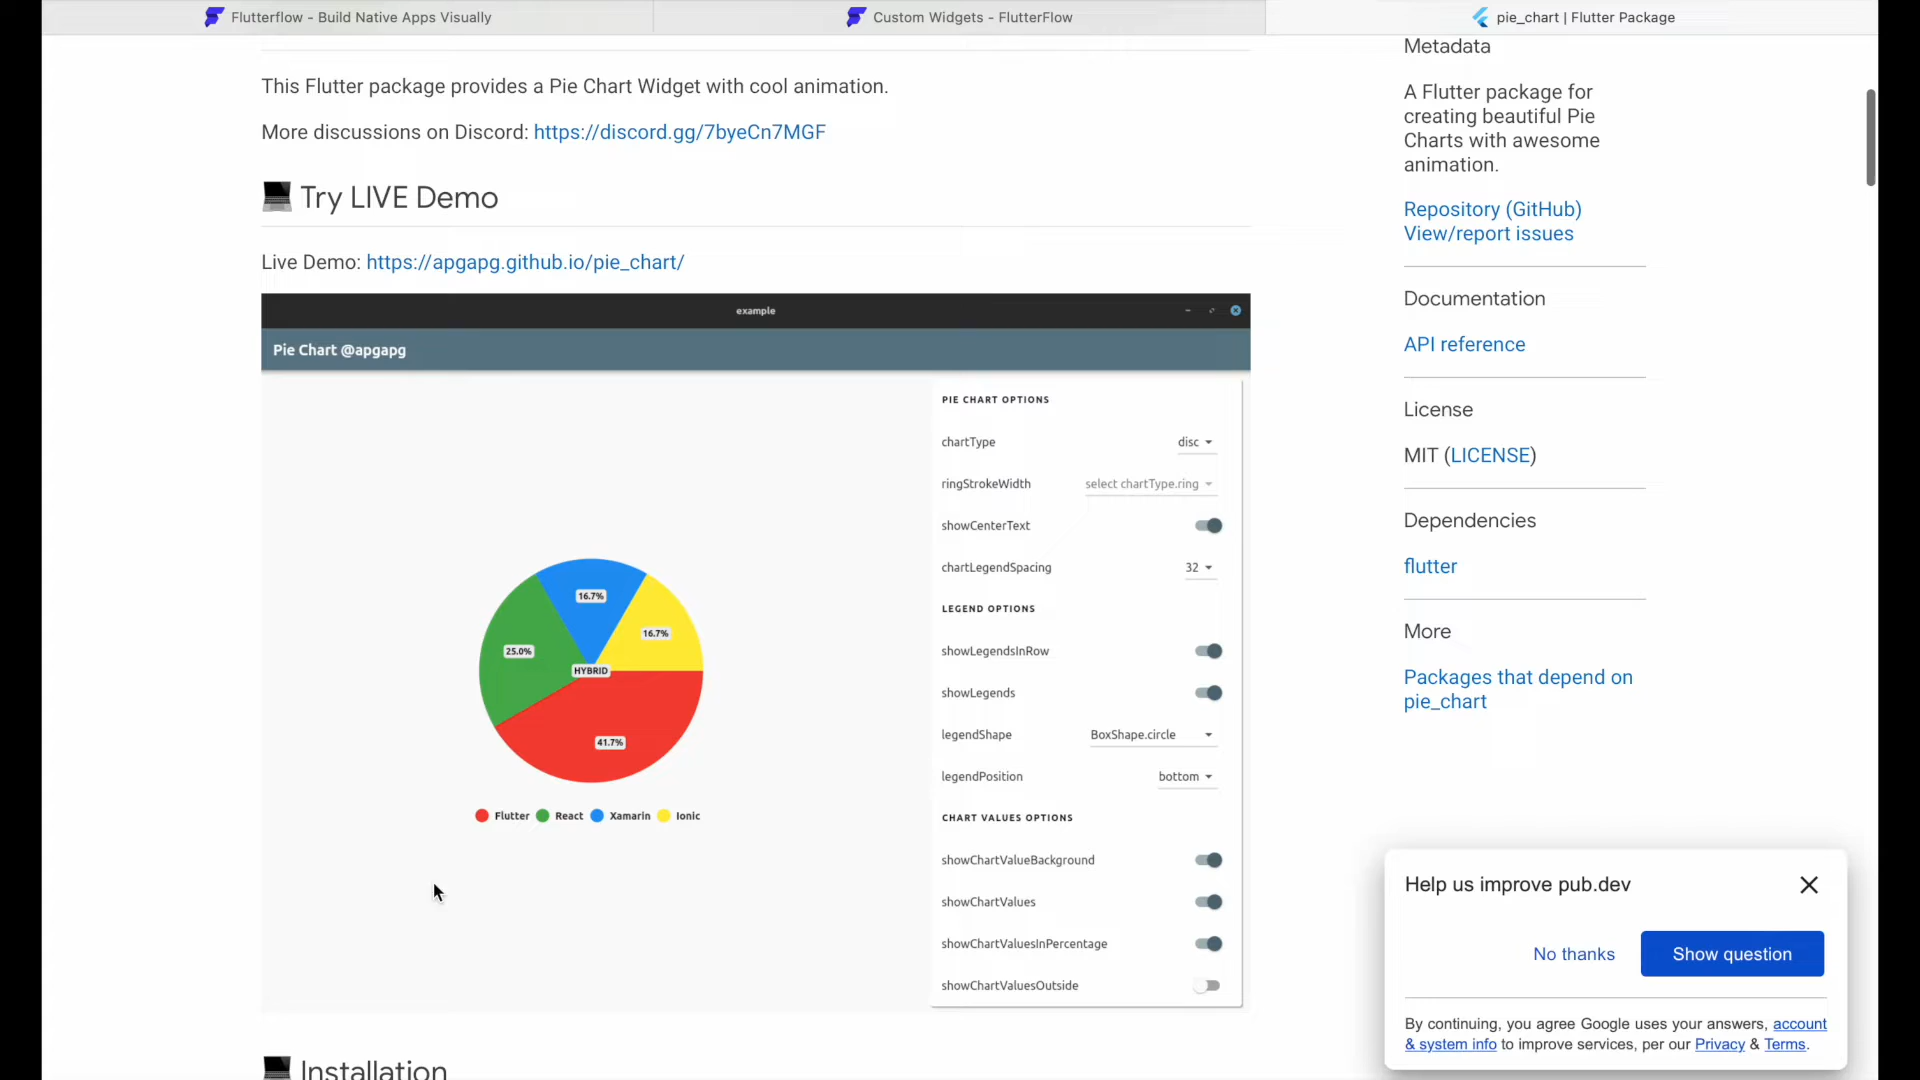 Flutterflow - Build Native Apps Visually
Custom Widgets - FlutterFlow
pie_chart | Flutter Package
This Flutter package provides a Pie Chart Widget with cool animation.
More discussions on Discord: https://discord.gg/7byeCn7MGF
Try LIVE Demo
Live Demo: https://apgapg.github.io/pie_chart/
example
Pie Chart @apgapg
PIE CHART OPTIONS
chartType disc
ringStrokeWidth select chartType.ring
showCenterText
chartLegendSpacing 32
LEGEND OPTIONS
showLegendsInRow
showLegends
legendShape BoxShape.circle
legendPosition bottom
CHART VALUES OPTIONS
showChartValueBackground
showChartValues
showChartValuesInPercentage
showChartValuesOutside
16.7%
16.7%
25.0%
HYBRID
41.7%
Flutter React Xamarin Ionic
Installation
Metadata
A Flutter package for
creating beautiful Pie
Charts with awesome
animation.
Repository (GitHub)
View/report issues
Documentation
API reference
License
MIT (LICENSE)
Dependencies
flutter
More
Packages that depend on
pie_chart
Help us improve pub.dev
No thanks
Show question
By continuing, you agree Google uses your answers, account
& system info to improve services, per our Privacy & Terms.